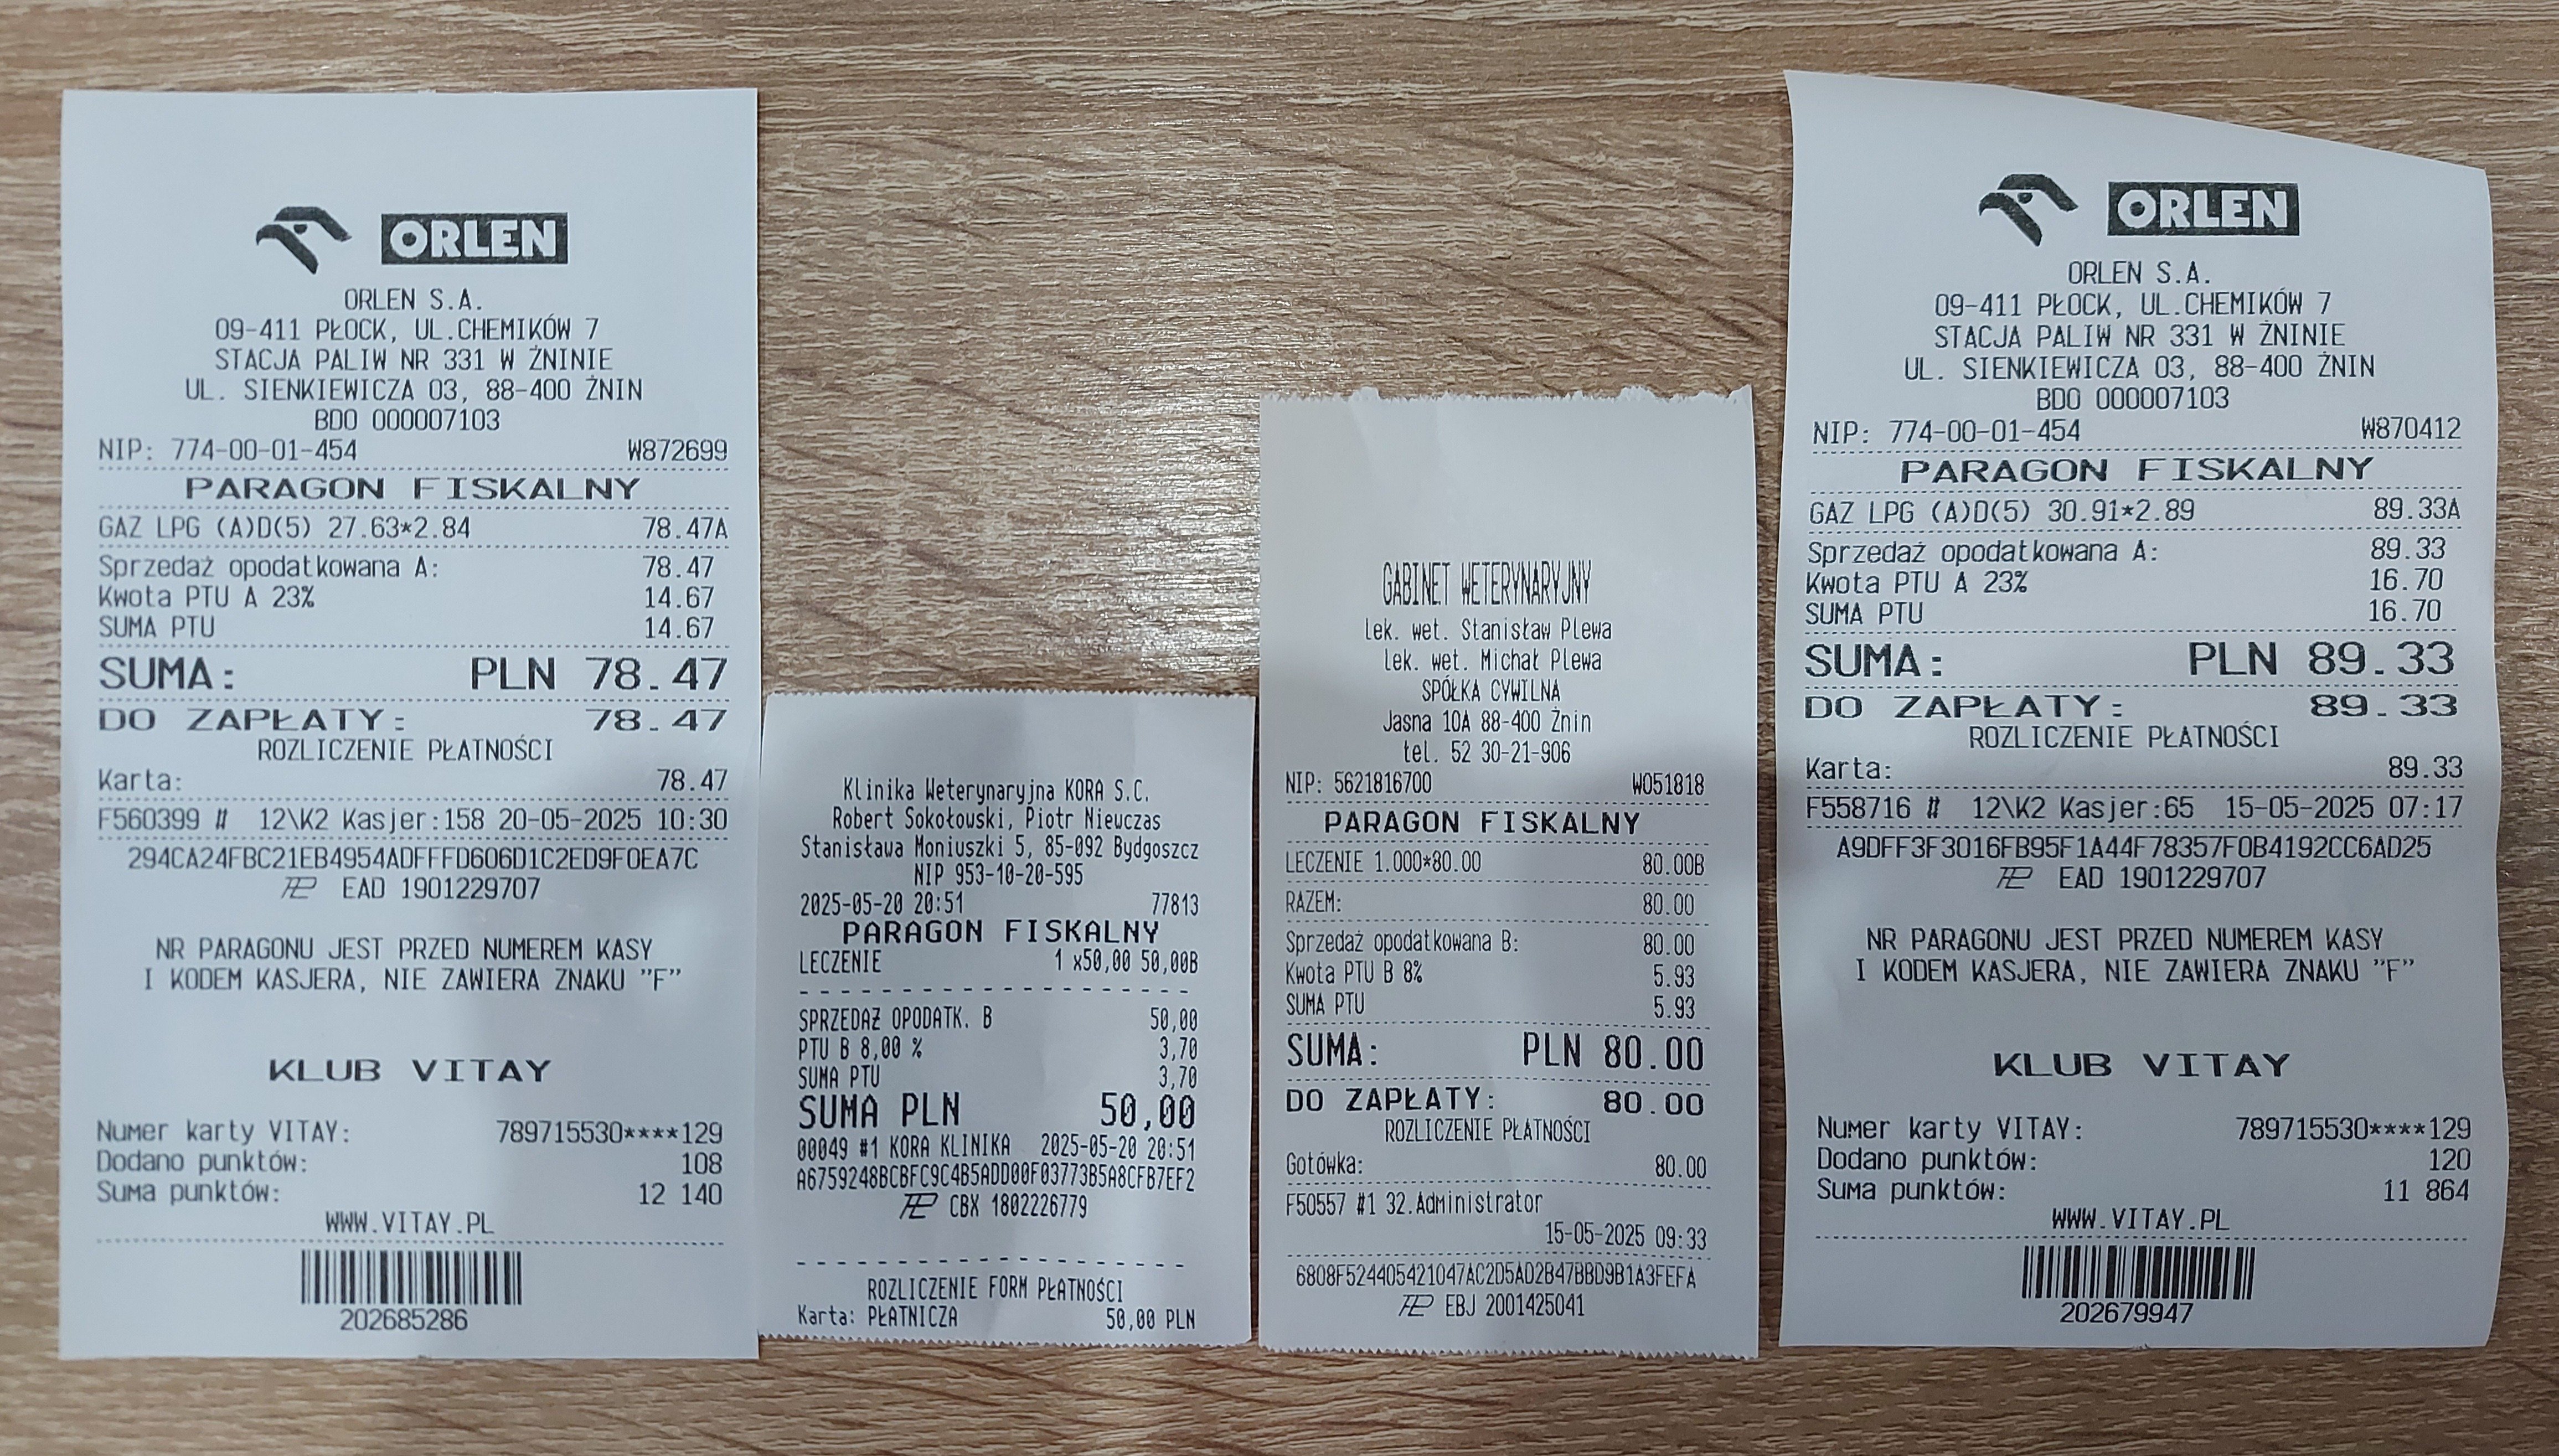 ORLEN
ORLEN S.A.
09-411 PŁOCK, UL.CHEMIKÓW 7
STACJA PALIW NR 331 W ŻNINIE
UL. SIENKIEWICZA 03, 88-400 ŻNIN
BDO 000007103
NIP: 774-00-01-454 W872699
PARAGON FISKALNY
GAZ LPG (A)D(5) 27.63*2.84 78.47A
Sprzedaż opodatkowana A: 78.47
Kwota PTU A 23% 14.67
SUMA PTU 14.67
SUMA: PLN 78.47
DO ZAPŁATY: 78.47
ROZLICZENIE PŁATNOŚCI
Karta: 78.47
F560399 # 12\K2 Kasjer:158 20-05-2025 10:30
294CA24FBC21EB4954ADFFFD606D1C2ED9F0EA7C
EAD 1901229707
NR PARAGONU JEST PRZED NUMEREM KASY
I KODEM KASJERA, NIE ZAWIERA ZNAKU "F"
KLUB VITAY
Numer karty VITAY: 789715530****129
Dodano punktów: 108
Suma punktów: 12 140
WWW.VITAY.PL
202685286
Klinika Weterynaryjna KORA S.C.
Robert Sokołowski, Piotr Niewczas
Stanisława Moniuszki 5, 85-092 Bydgoszcz
NIP 953-10-20-595
2025-05-20 20:51 77813
PARAGON FISKALNY
LECZENIE 1 x50,00 50,00B
SPRZEDAŻ OPODATK. B 50,00
PTU B 8,00 % 3,70
SUMA PTU 3,70
SUMA PLN 50,00
00049 #1 KORA KLINIKA 2025-05-20 20:51
A6759248BCBFC9C4B5ADD00F03773B5A8CFB7EF2
CBX 1802226779
ROZLICZENIE FORM PŁATNOŚCI
Karta: PŁATNICZA 50,00 PLN
GABINET WETERYNARYJNY
lek. wet. Stanisław Plewa
lek. wet. Michał Plewa
SPÓŁKA CYWILNA
Jasna 10A 88-400 Żnin
tel. 52 30-21-906
NIP: 5621816700 W051818
PARAGON FISKALNY
LECZENIE 1.000*80.00 80.00B
RAZEM: 80.00
Sprzedaż opodatkowana B: 80.00
Kwota PTU B 8% 5.93
SUMA PTU 5.93
SUMA: PLN 80.00
DO ZAPŁATY: 80.00
ROZLICZENIE PŁATNOŚCI
Gotówka: 80.00
F50557 #1 32.Administrator
15-05-2025 09:33
6808F524405421047AC2D5AD2B47BBD9B1A3FEFA
EBJ 2001425041
ORLEN
ORLEN S.A.
09-411 PŁOCK, UL.CHEMIKÓW 7
STACJA PALIW NR 331 W ŻNINIE
UL. SIENKIEWICZA 03, 88-400 ŻNIN
BDO 000007103
NIP: 774-00-01-454 W870412
PARAGON FISKALNY
GAZ LPG (A)D(5) 30.91*2.89 89.33A
Sprzedaż opodatkowana A: 89.33
Kwota PTU A 23% 16.70
SUMA PTU 16.70
SUMA: PLN 89.33
DO ZAPŁATY: 89.33
ROZLICZENIE PŁATNOŚCI
Karta: 89.33
F558716 # 12\K2 Kasjer:65 15-05-2025 07:17
A9DFF3F3016FB95F1A44F78357F0B4192CC6AD25
EAD 1901229707
NR PARAGONU JEST PRZED NUMEREM KASY
I KODEM KASJERA, NIE ZAWIERA ZNAKU "F"
KLUB VITAY
Numer karty VITAY: 789715530****129
Dodano punktów: 120
Suma punktów: 11 864
WWW.VITAY.PL
202679947